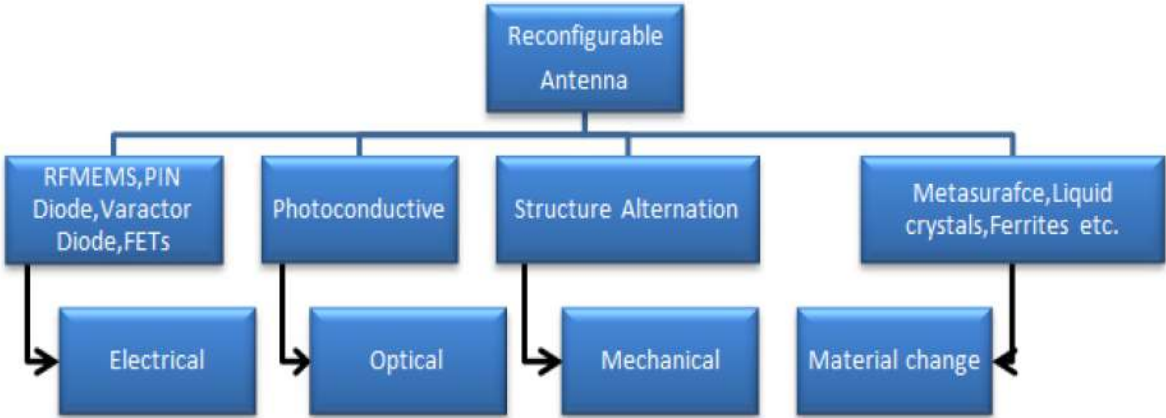 Reconfigurable
Antenna
RFMEMS,PIN
Diode,Varactor
Diode,FETs
Photoconductive
Structure Alternation
Metasurafce,Liquid
crystals,Ferrites etc.
Electrical
Optical
Mechanical
Material change